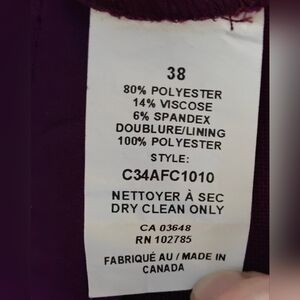 38
80% POLYESTER
14% VISCOSE
6% SPANDEX
DOUBLURE/LINING
100% POLYESTER
STYLE:
C34AFC1010
NETTOYER À SEC
DRY CLEAN ONLY
CA 03648
RN 102785
FABRIQUÉ AU / MADE IN
CANADA